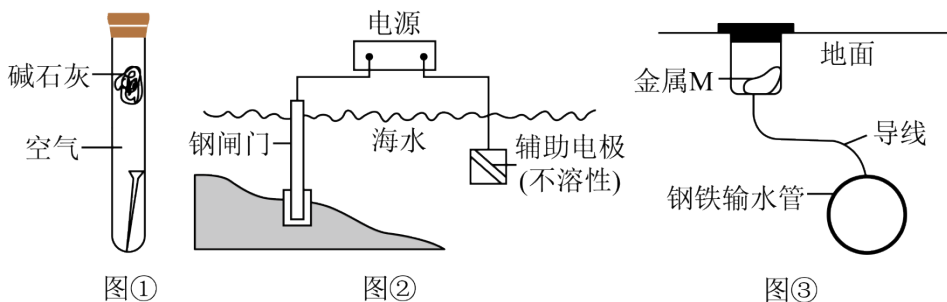 碱石灰
空气
图①
电源
钢闸门
海水
辅助电极
(不溶性)
图②
地面
金属M
导线
钢铁输水管
图③